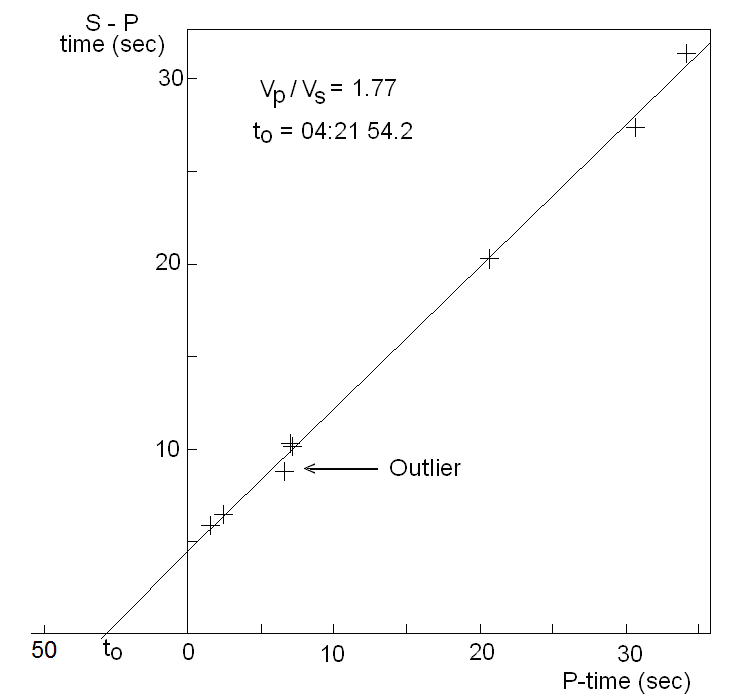 S - P
time (sec)
30
Vp / Vs = 1.77
to = 04:21 54.2
20
10
Outlier
50 to 0 10 20 30
P-time (sec)